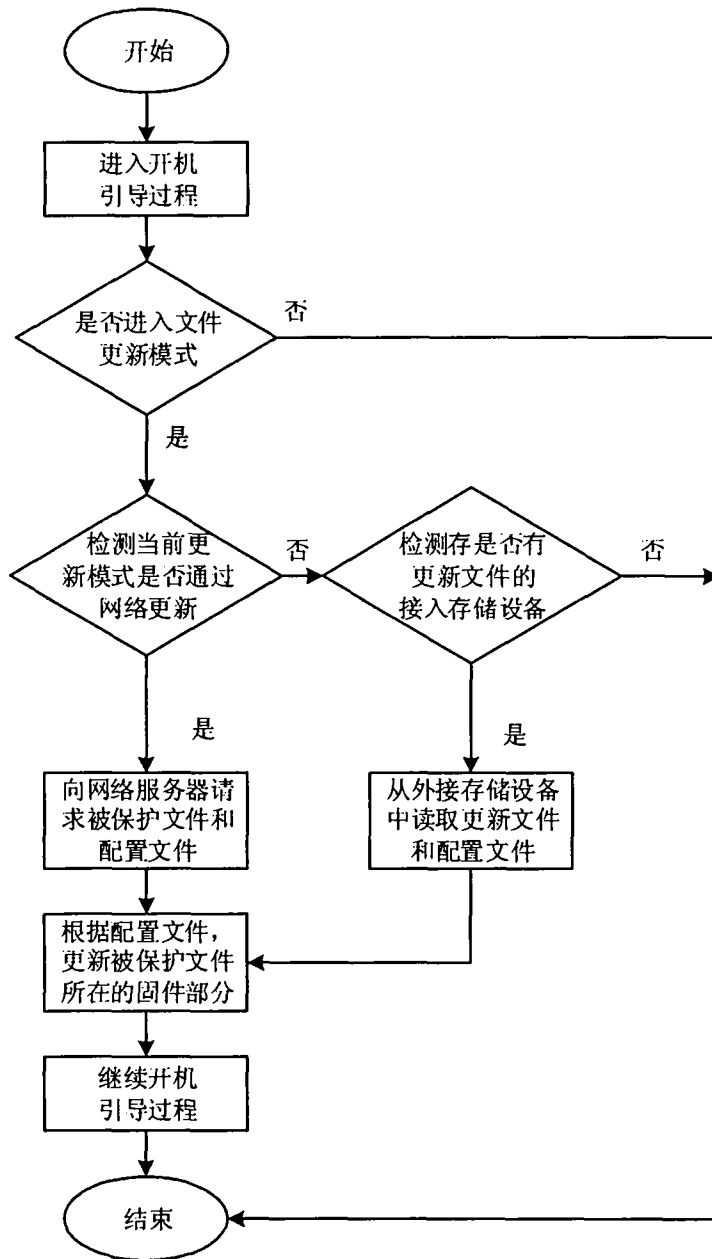 开始
进入开机
引导过程
是否进入文件
更新模式
否
是
检测当前更
新模式是否通过
网络更新
否
检测存是否有
更新文件的
接入存储设备
否
是
是
向网络服务器请
求被保护文件和
配置文件
从外接存储设备
中读取更新文件
和配置文件
根据配置文件，
更新被保护文件
所在的固件部分
继续开机
引导过程
结束